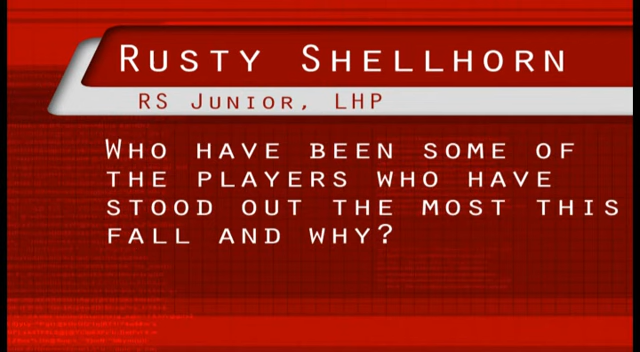 Rusty Shellhorn
RS Junior, LHP
Who have been some of
the players who have
stood out the most this
fall and why?